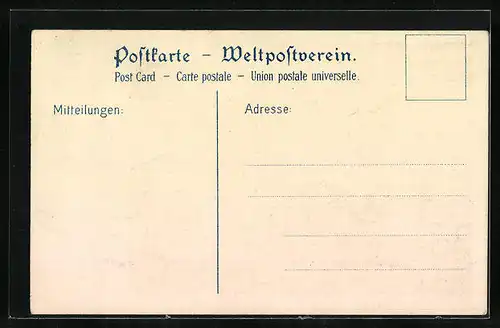 Postkarte – Weltpostverein.
Post Card – Carte postale – Union postale universelle.
Mitteilungen:
Adresse: